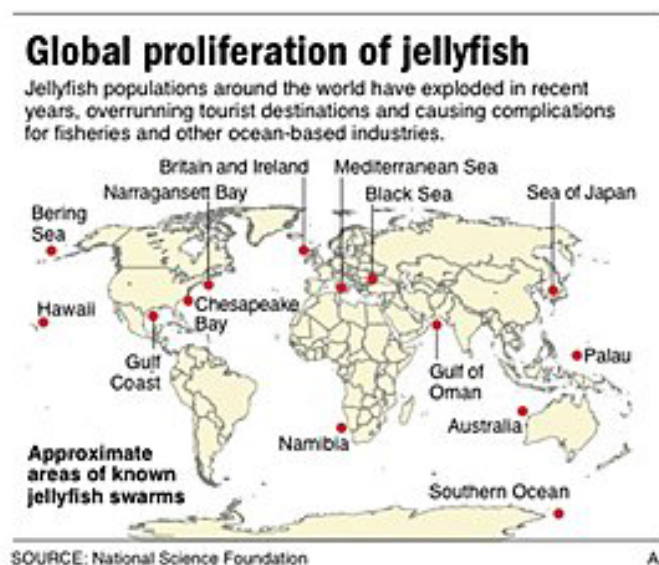 Global proliferation of jellyfish
Jellyfish populations around the world have exploded in recent
years, overrunning tourist destinations and causing complications
for fisheries and other ocean-based industries.
Britain and Ireland
Mediterranean Sea
Narragansett Bay
Black Sea
Sea of Japan
Bering
Sea
Hawaii
Chesapeake
Bay
Gulf
Coast
Gulf of
Oman
Palau
Australia
Namibia
Approximate
areas of known
jellyfish swarms
Southern Ocean
SOURCE: National Science Foundation
A